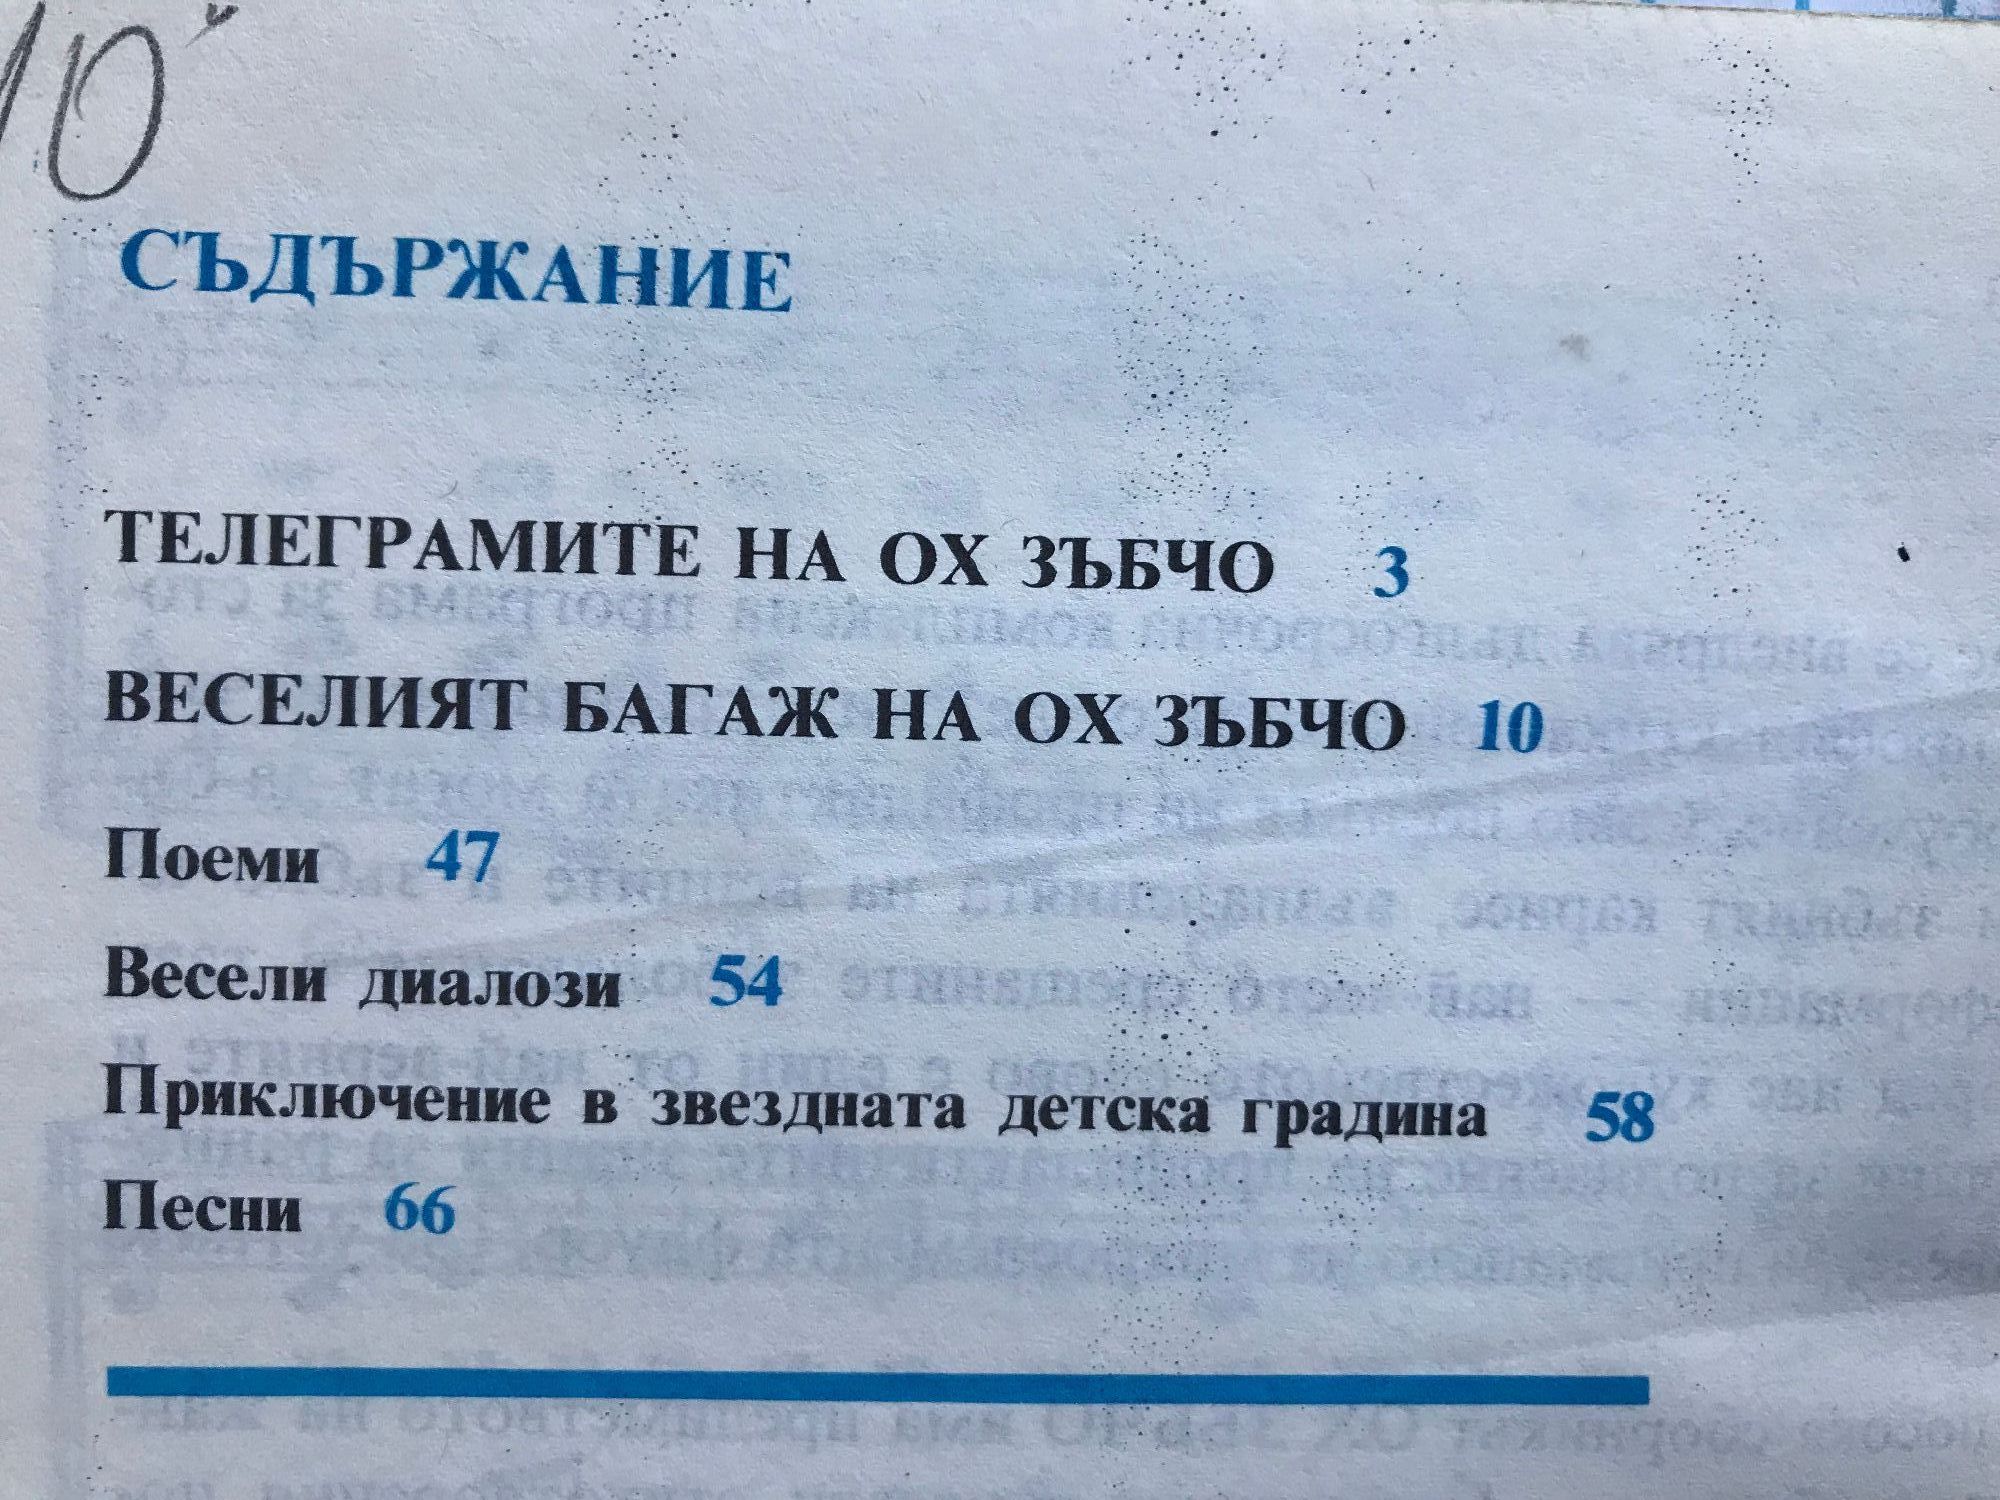 10
СЪДЪРЖАНИЕ
ТЕЛЕГРАМИТЕ НА ОХ ЗЪБЧО 3
ВЕСЕЛИЯТ БАГАЖ НА ОХ ЗЪБЧО 10
Поеми 47
Весели диалози 54
Приключение в звездната детска градина 58
Песни 66